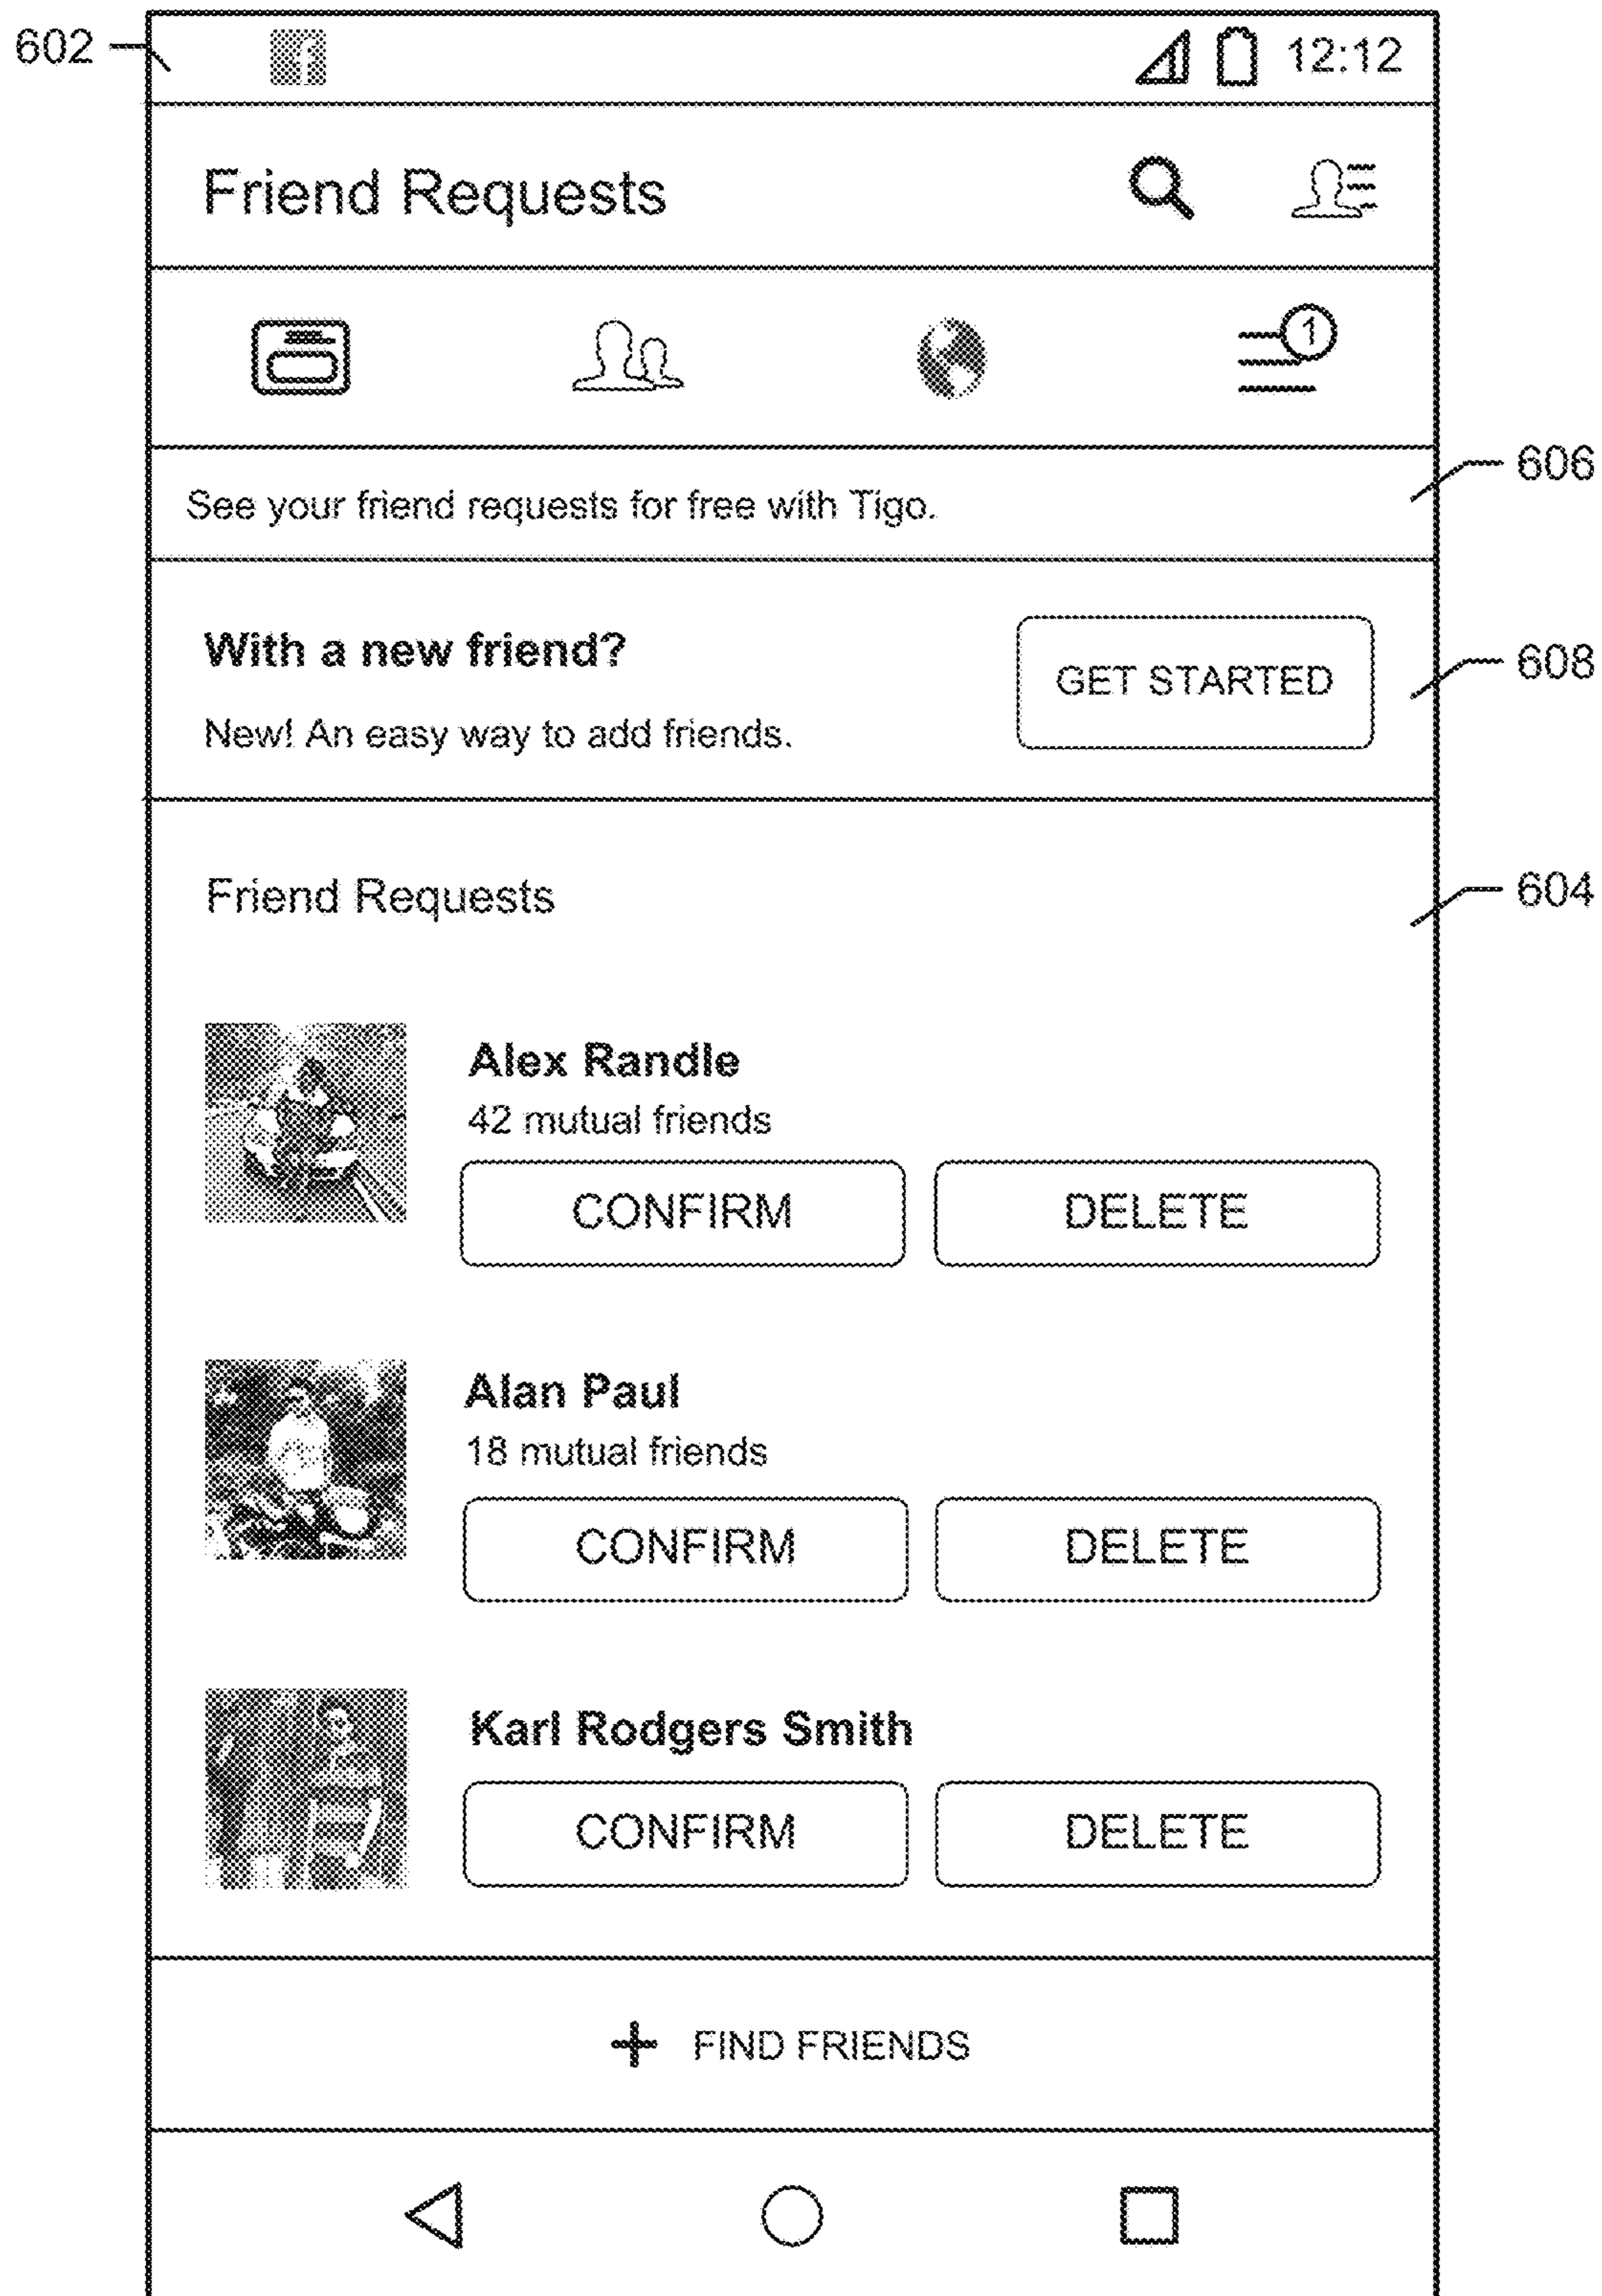 602
f
12:12
Friend Requests
1
606
See your friend requests for free with Tigo.
With a new friend?
GET STARTED
608
New! An easy way to add friends.
Friend Requests
604
Alex Randle
42 mutual friends
CONFIRM DELETE
Alan Paul
18 mutual friends
CONFIRM DELETE
Karl Rodgers Smith
CONFIRM DELETE
+ FIND FRIENDS